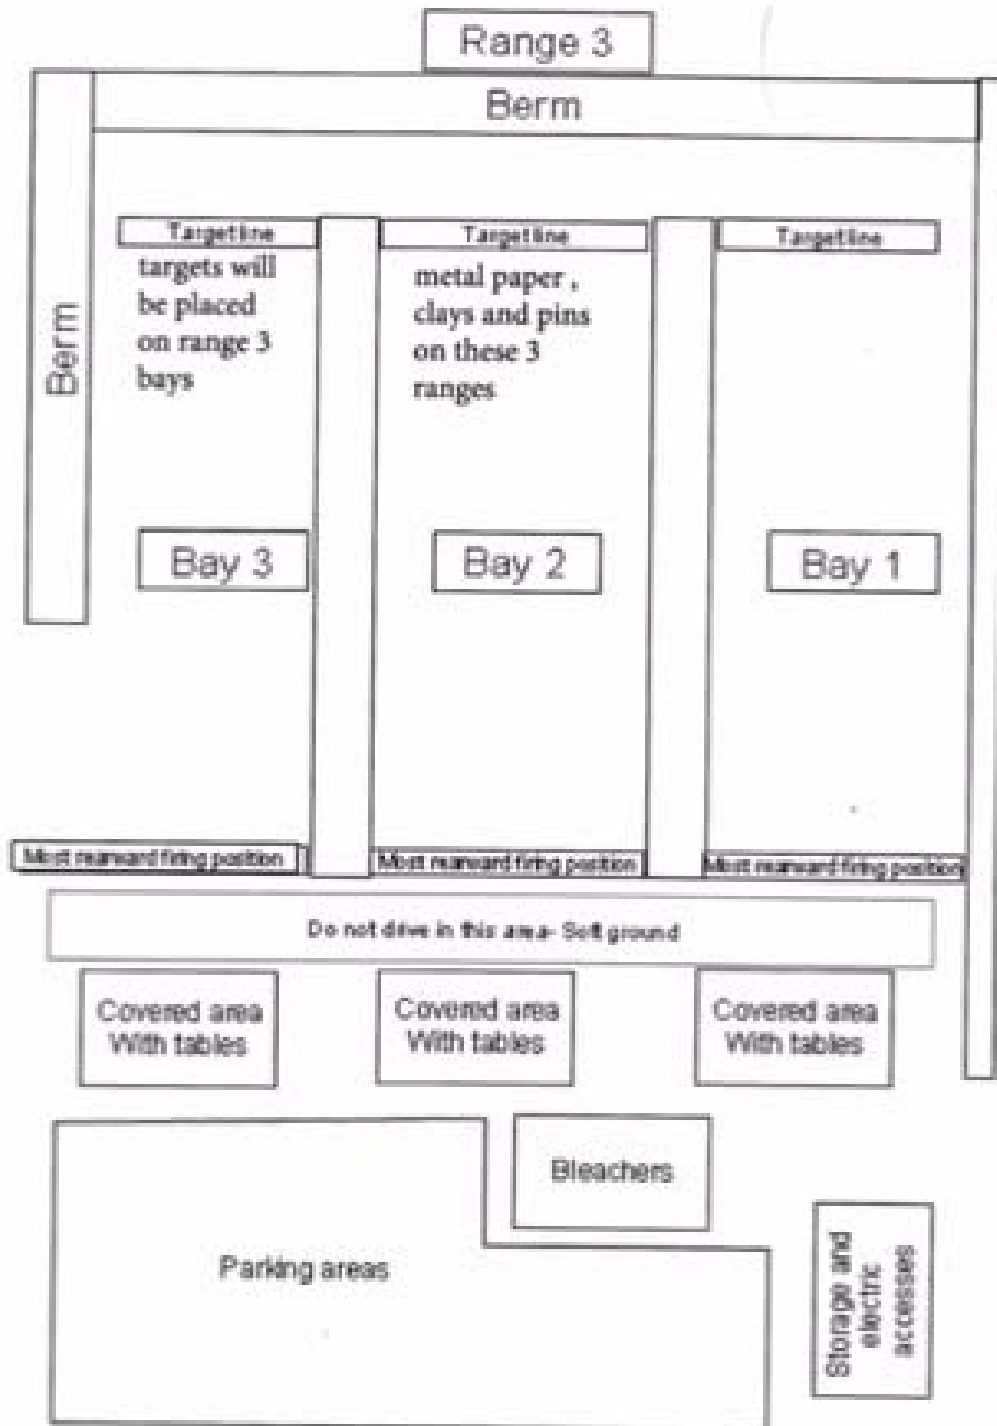 Range 3
Berm
Berm
Targetline
Targetline
Targetline
targets will
be placed
on range 3
bays
metal paper ,
clays and pins
on these 3
ranges
Bay 3
Bay 2
Bay 1
Most rearward firing position
Most rearward firing position
Most rearward firing position
Do not drive in this area- Soft ground
Covered area
With tables
Covered area
With tables
Covered area
With tables
Bleachers
Parking areas
Storage and
electric
accesses